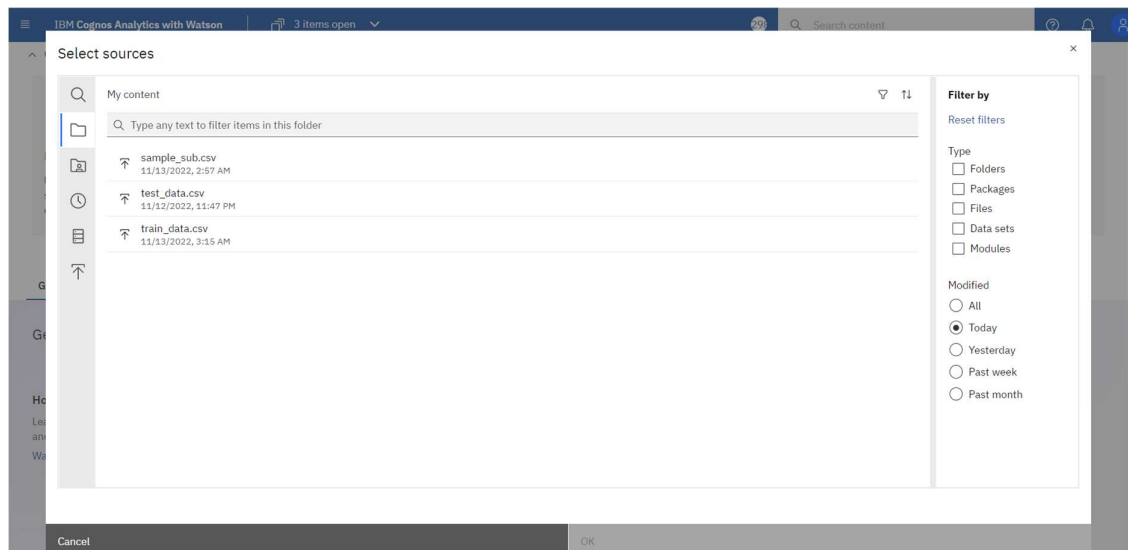 IBM Cognos Analytics with Watson
3 items open
Search content
Select sources
My content
Type any text to filter items in this folder
sample_sub.csv
11/13/2022, 2:57 AM
test_data.csv
11/12/2022, 11:47 PM
train_data.csv
11/13/2022, 3:15 AM
Filter by
Reset filters
Type
Folders
Packages
Files
Data sets
Modules
Modified
All
Today
Yesterday
Past week
Past month
Cancel
OK